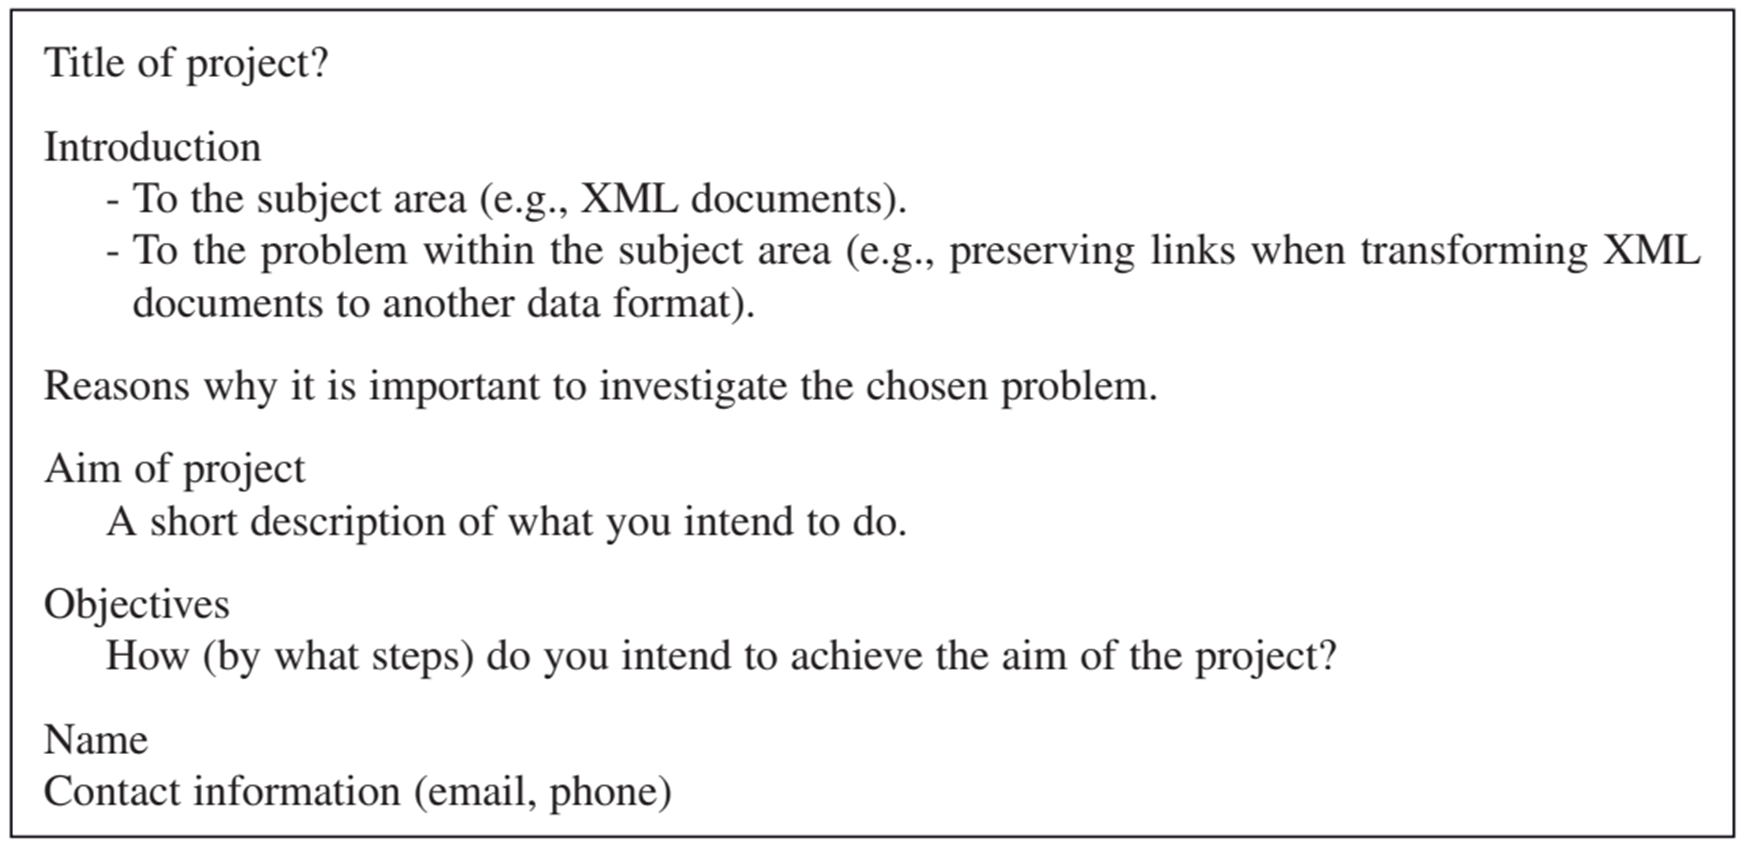 Title of project?
Introduction
- To the subject area (e.g., XML documents).
- To the problem within the subject area (e.g., preserving links when transforming XML
documents to another data format).
Reasons why it is important to investigate the chosen problem.
Aim of project
A short description of what you intend to do.
Objectives
How (by what steps) do you intend to achieve the aim of the project?
Name
Contact information (email, phone)